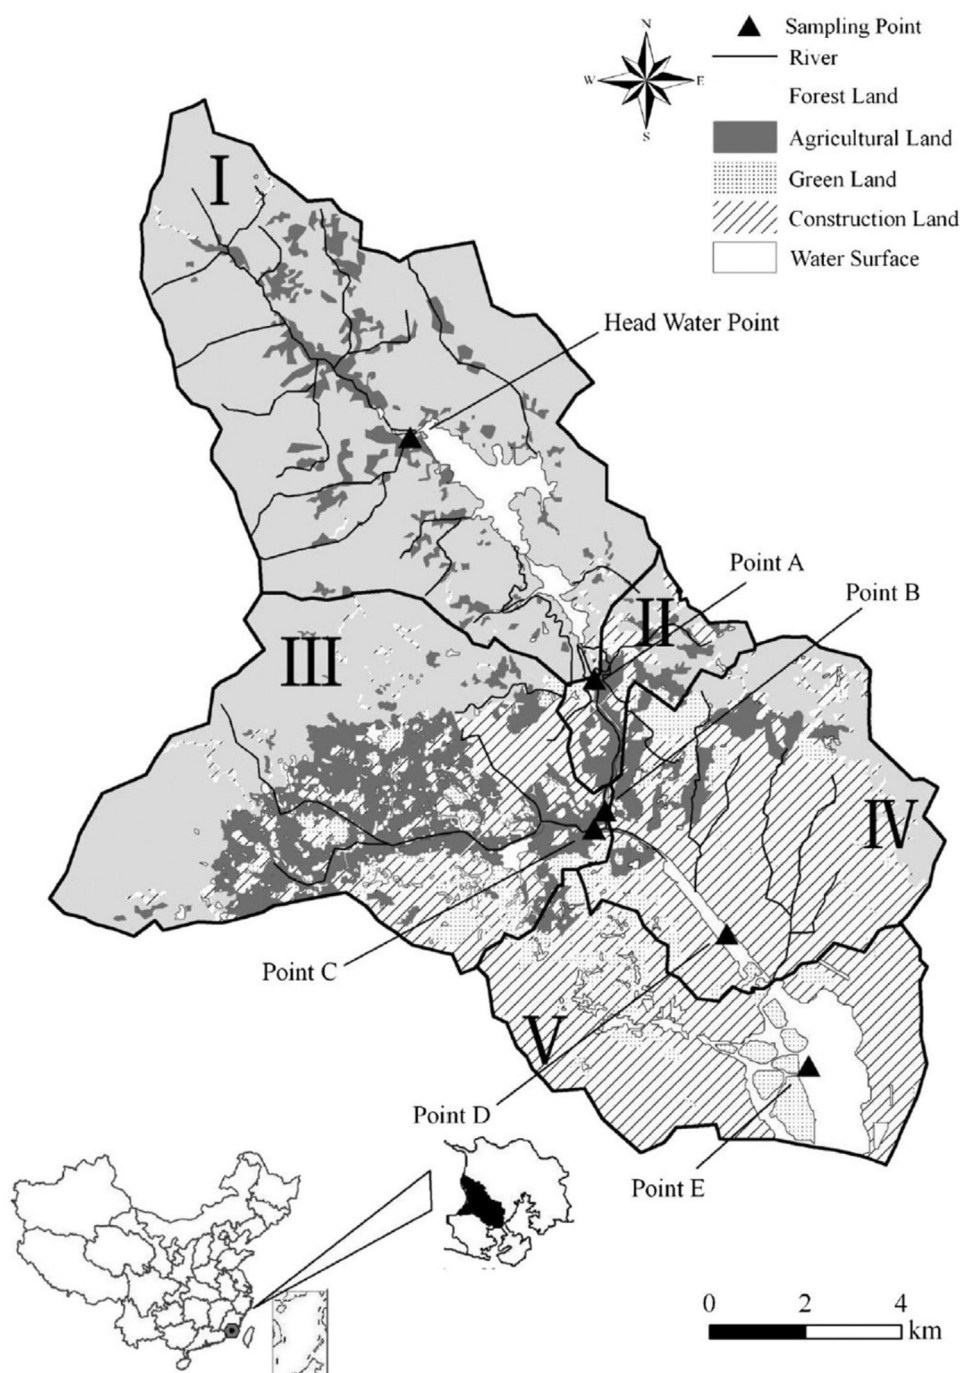 N
W E
S
Sampling Point
River
Forest Land
Agricultural Land
Green Land
Construction Land
Water Surface
I
Head Water Point
Point A
Point B
II
III
IV
Point C
V
Point D
Point E
0 2 4
km